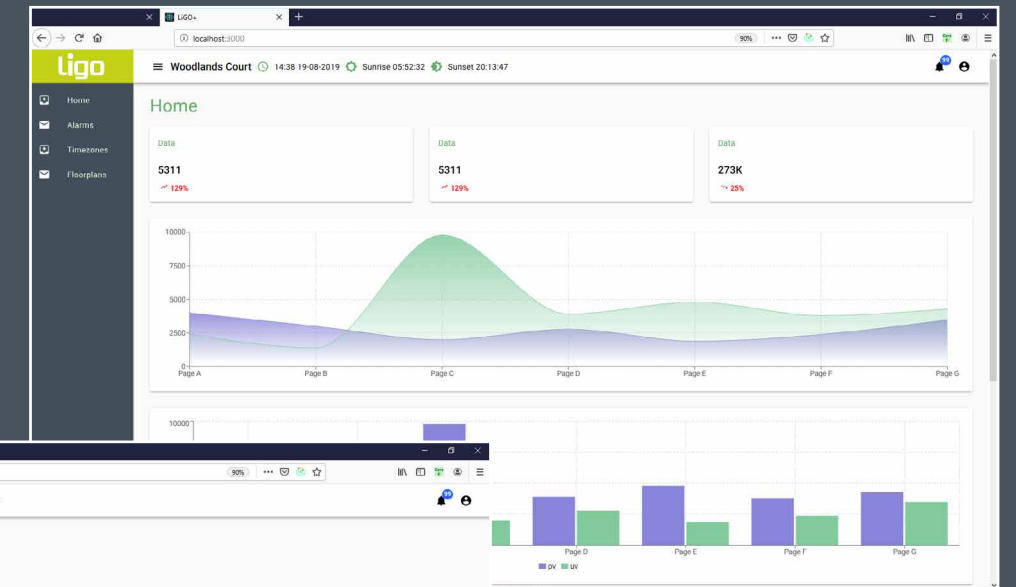 LiGO+
localhost:3000
90%
ligo
Woodlands Court 14:38 19-08-2019 Sunrise 05:52:32 Sunset 20:13:47
99
Home
Alarms
Timezones
Floorplans
Home
Data
5311
129%
Data
5311
129%
Data
273K
25%
10000
7500
5000
2500
0
Page A Page B Page C Page D Page E Page F Page G
10000
90%
99
Page D Page E Page F Page G
pv uv